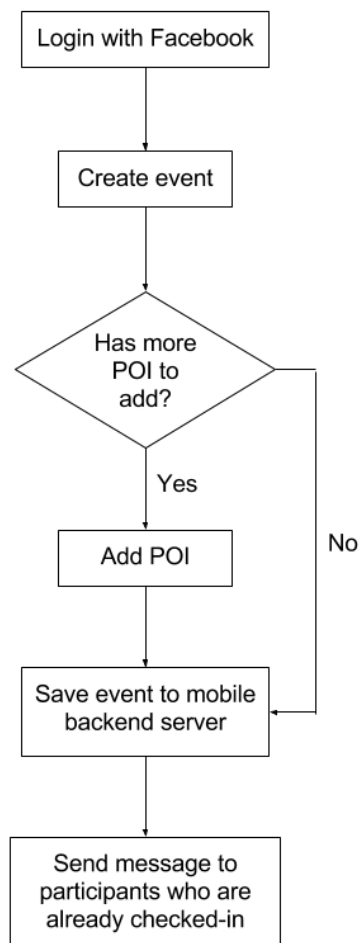 Login with Facebook
Create event
Has more
POI to
add?
Yes
No
Add POI
Save event to mobile
backend server
Send message to
participants who are
already checked-in